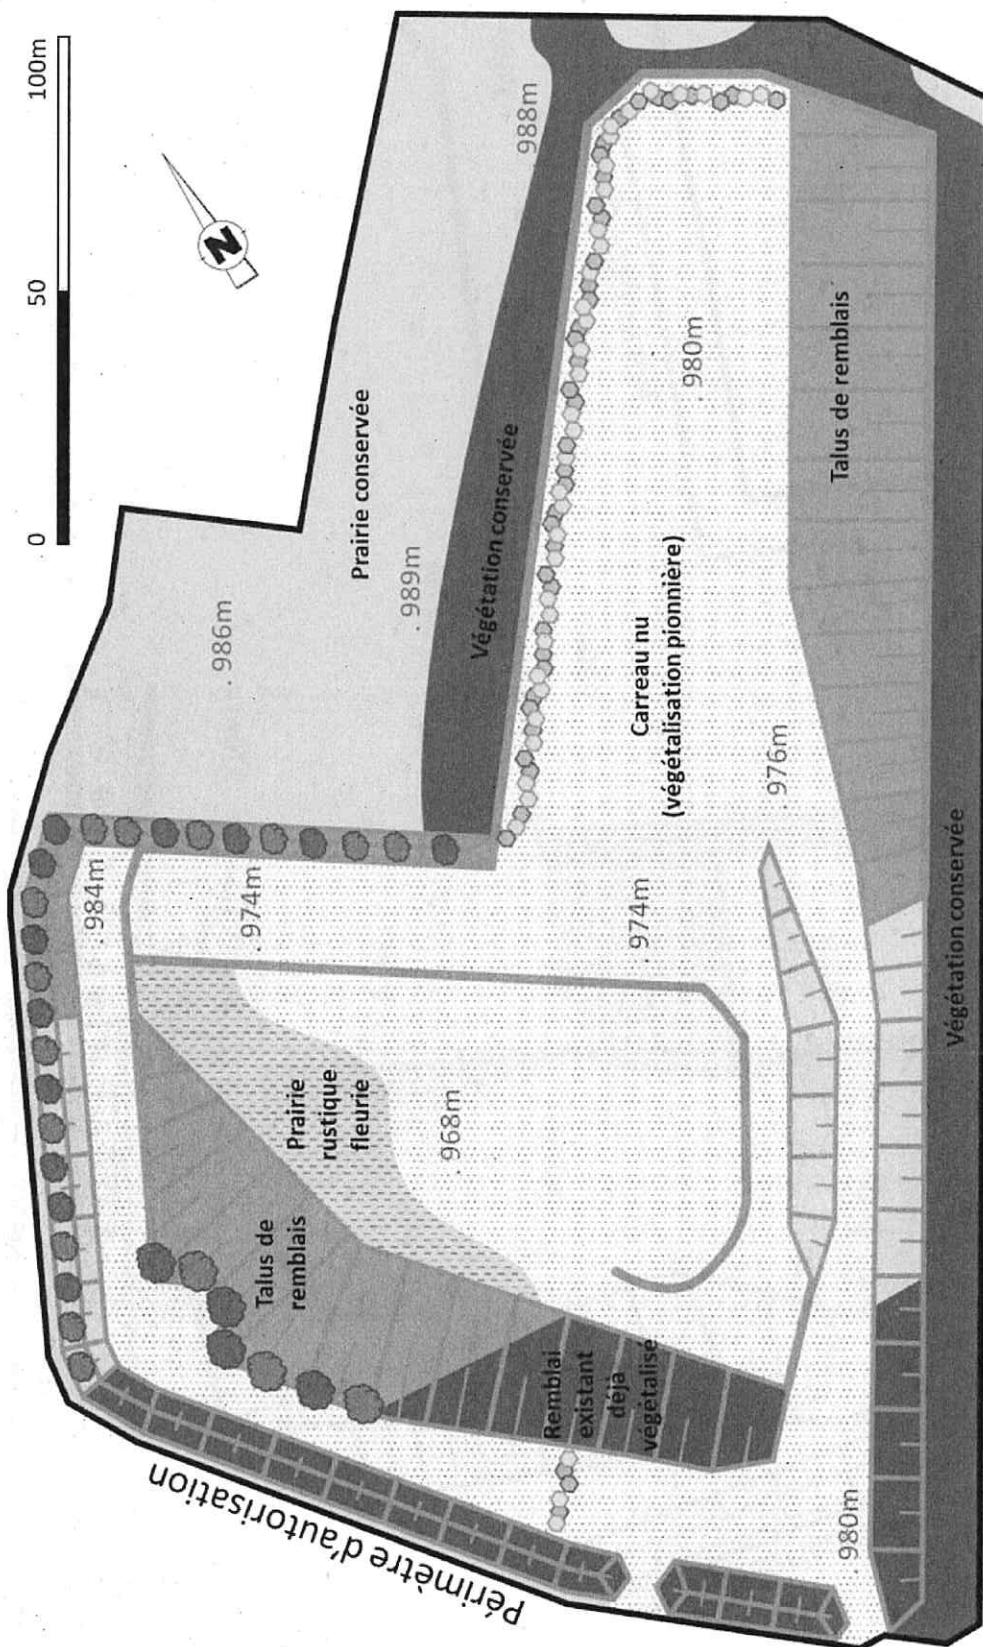 0
50
100m
N
Périmètre d'autorisation
. 984m
. 986m
Prairie conservée
. 989m
. 988m
Végétation conservée
. 974m
Prairie
rustique
fleurie
Talus de
remblais
. 968m
Remblai
existant
déjà
végétalisé
. 974m
Carreau nu
(végétalisation pionnière)
. 980m
. 976m
Talus de remblais
. 980m
Végétation conservée